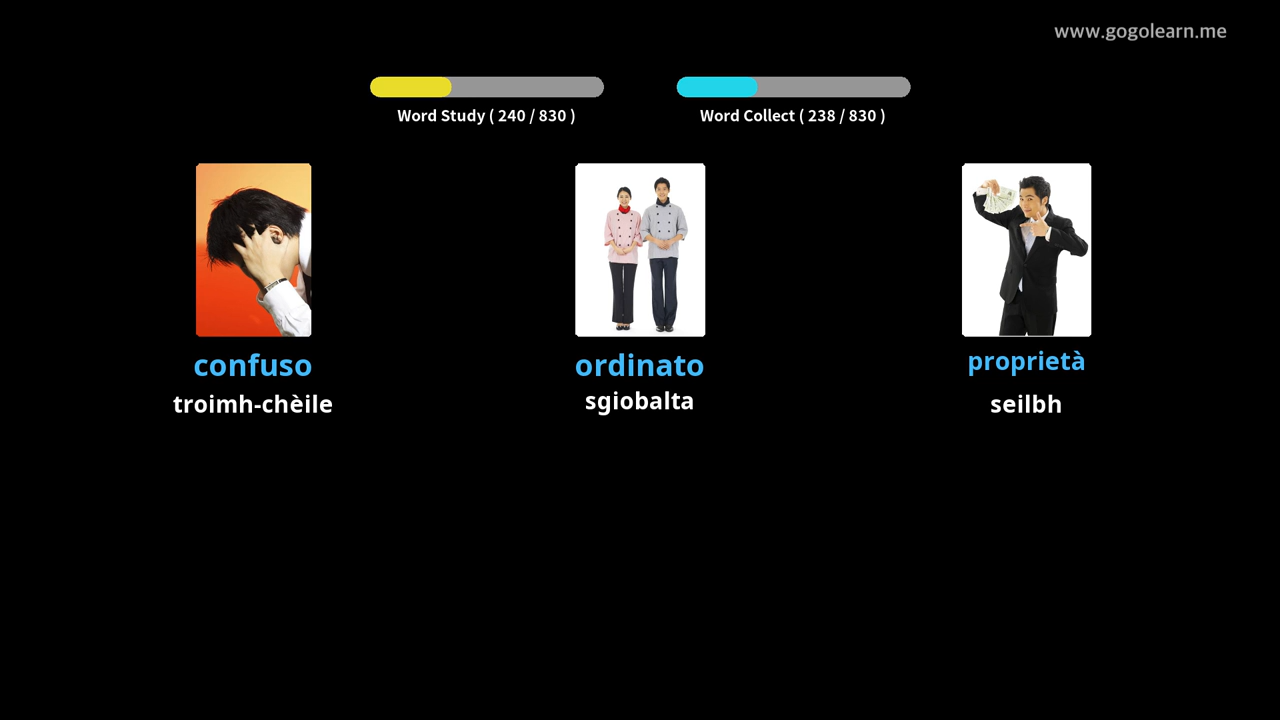 www.gogolearn.me
Word Study ( 240 / 830 )
Word Collect ( 238 / 830 )
confuso
troimh-chèile
ordinato
sgiobalta
proprietà
seilbh